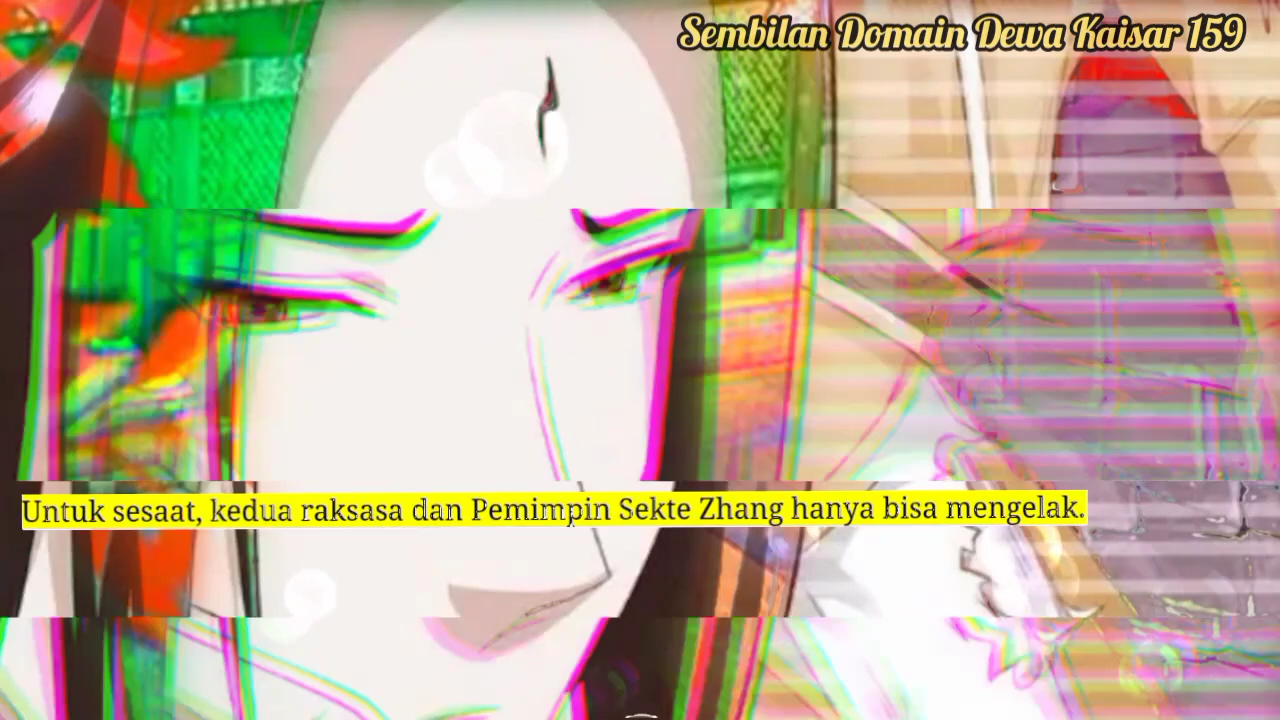 Sembilan Domain Dewa Kaisar 159
Untuk sesaat, kedua raksasa dan Pemimpin Sekte Zhang hanya bisa mengelak.